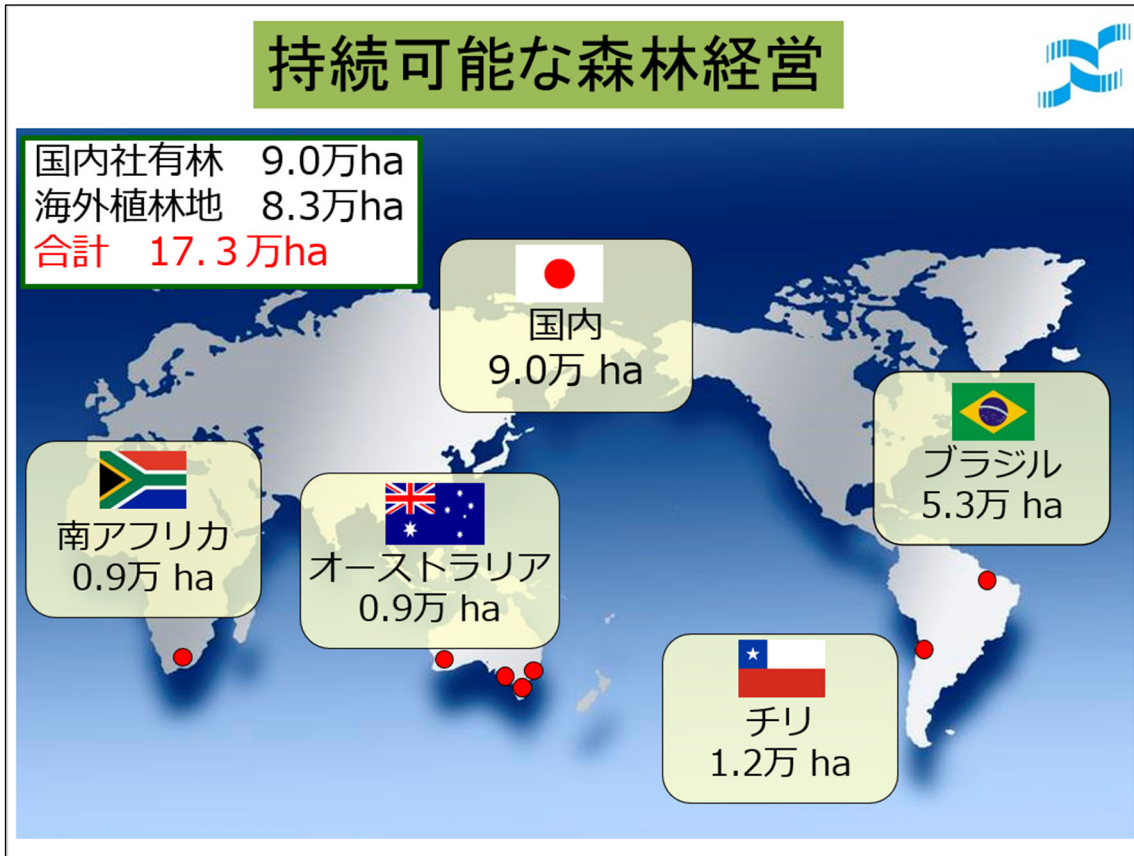 持続可能な森林経営
国内社有林　9.0万ha
海外植林地　8.3万ha
合計　17.３万ha
国内
9.0万 ha
ブラジル
5.3万 ha
南アフリカ
0.9万 ha
オーストラリア
0.9万 ha
チリ
1.2万 ha